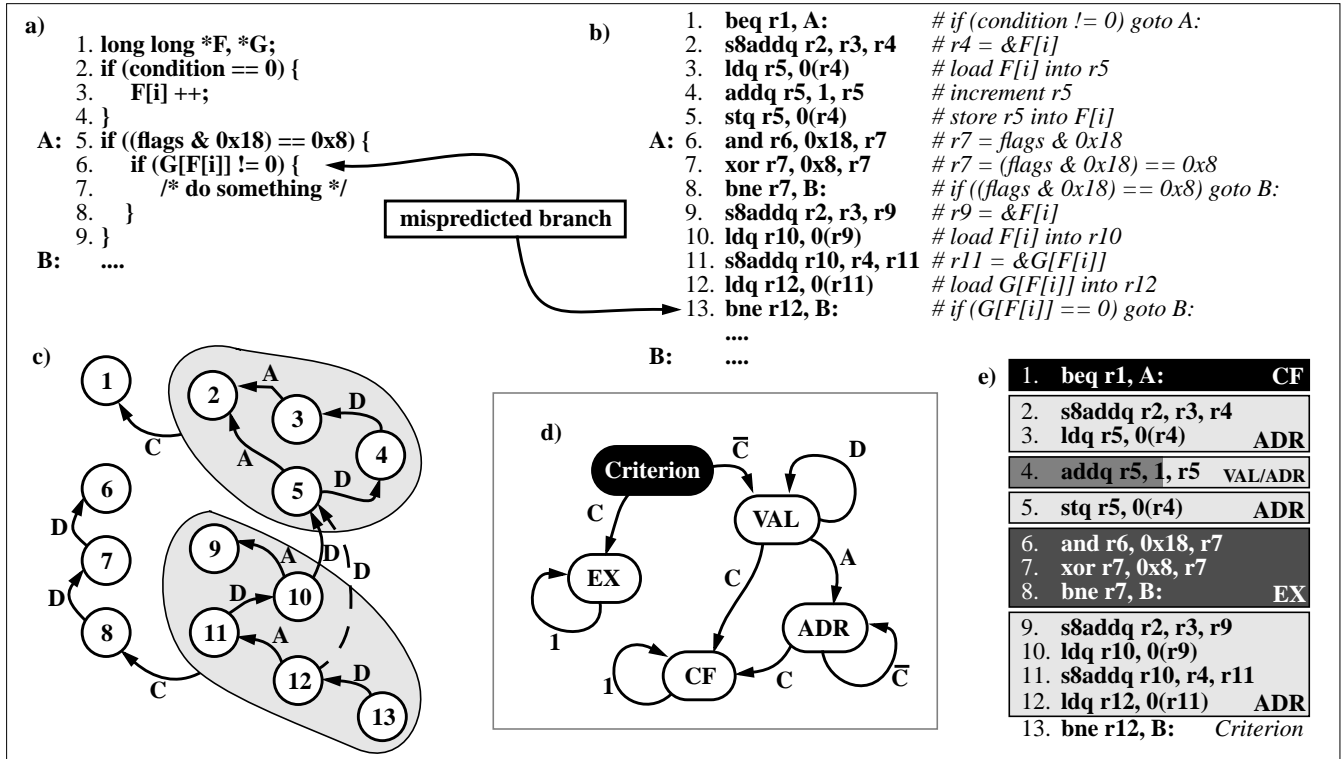 a)
1. long long *F, *G;
2. if (condition == 0) {
3. F[i] ++;
4. }
A: 5. if ((flags & 0x18) == 0x8) {
6. if (G[F[i]] != 0) {
7. /* do something */
8. }
9. }
B: ....
mispredicted branch
b)
1. beq r1, A: # if (condition != 0) goto A:
2. s8addq r2, r3, r4 # r4 = &F[i]
3. ldq r5, 0(r4) # load F[i] into r5
4. addq r5, 1, r5 # increment r5
5. stq r5, 0(r4) # store r5 into F[i]
A: 6. and r6, 0x18, r7 # r7 = flags & 0x18
7. xor r7, 0x8, r7 # r7 = (flags & 0x18) == 0x8
8. bne r7, B: # if ((flags & 0x18) == 0x8) goto B:
9. s8addq r2, r3, r9 # r9 = &F[i]
10. ldq r10, 0(r9) # load F[i] into r10
11. s8addq r10, r4, r11 # r11 = &G[F[i]]
12. ldq r12, 0(r11) # load G[F[i]] into r12
13. bne r12, B: # if (G[F[i]] == 0) goto B:
....
B: ....
c)
1
2
A
3
D
4
C
A
5
D
6
D
7
D
8
9
A
D
D
10
D
11
A
12
D
13
C
d)
Criterion
C̅
D
VAL
C
EX
1
C
A
ADR
C̅
C
CF
1
e)
1. beq r1, A: CF
2. s8addq r2, r3, r4
3. ldq r5, 0(r4) ADR
4. addq r5, 1, r5 VAL/ADR
5. stq r5, 0(r4) ADR
6. and r6, 0x18, r7
7. xor r7, 0x8, r7
8. bne r7, B: EX
9. s8addq r2, r3, r9
10. ldq r10, 0(r9)
11. s8addq r10, r4, r11
12. ldq r12, 0(r11) ADR
13. bne r12, B: Criterion